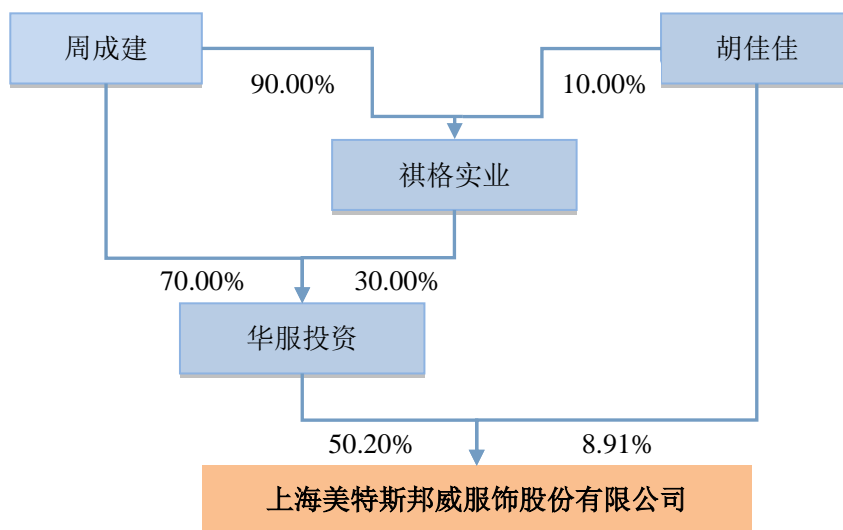 周成建
胡佳佳
90.00%
10.00%
祺格实业
70.00%
30.00%
华服投资
50.20%
8.91%
上海美特斯邦威服饰股份有限公司